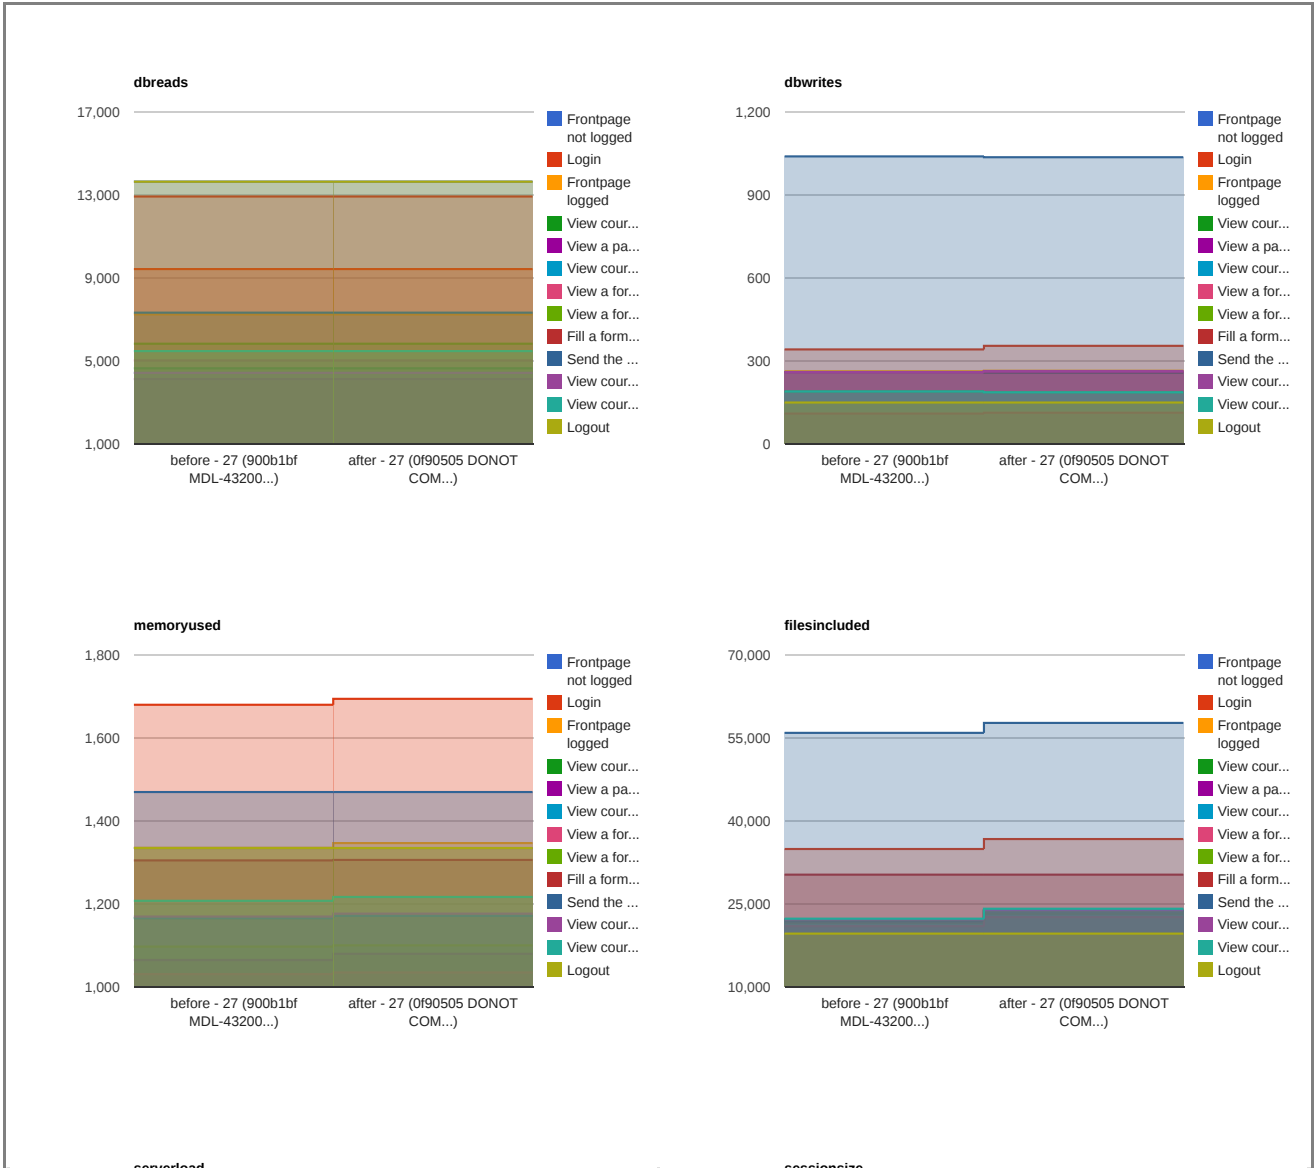 dbreads
17,000
13,000
9,000
5,000
1,000
before - 27 (900b1bf
MDL-43200...)
after - 27 (0f90505 DONOT
COM...)
Frontpage
not logged
Login
Frontpage
logged
View cour...
View a pa...
View cour...
View a for...
View a for...
Fill a form...
Send the ...
View cour...
View cour...
Logout
dbwrites
1,200
900
600
300
0
before - 27 (900b1bf
MDL-43200...)
after - 27 (0f90505 DONOT
COM...)
Frontpage
not logged
Login
Frontpage
logged
View cour...
View a pa...
View cour...
View a for...
View a for...
Fill a form...
Send the ...
View cour...
View cour...
Logout
memoryused
1,800
1,600
1,400
1,200
1,000
before - 27 (900b1bf
MDL-43200...)
after - 27 (0f90505 DONOT
COM...)
Frontpage
not logged
Login
Frontpage
logged
View cour...
View a pa...
View cour...
View a for...
View a for...
Fill a form...
Send the ...
View cour...
View cour...
Logout
filesincluded
70,000
55,000
40,000
25,000
10,000
before - 27 (900b1bf
MDL-43200...)
after - 27 (0f90505 DONOT
COM...)
Frontpage
not logged
Login
Frontpage
logged
View cour...
View a pa...
View cour...
View a for...
View a for...
Fill a form...
Send the ...
View cour...
View cour...
Logout
serverload
sessionsize